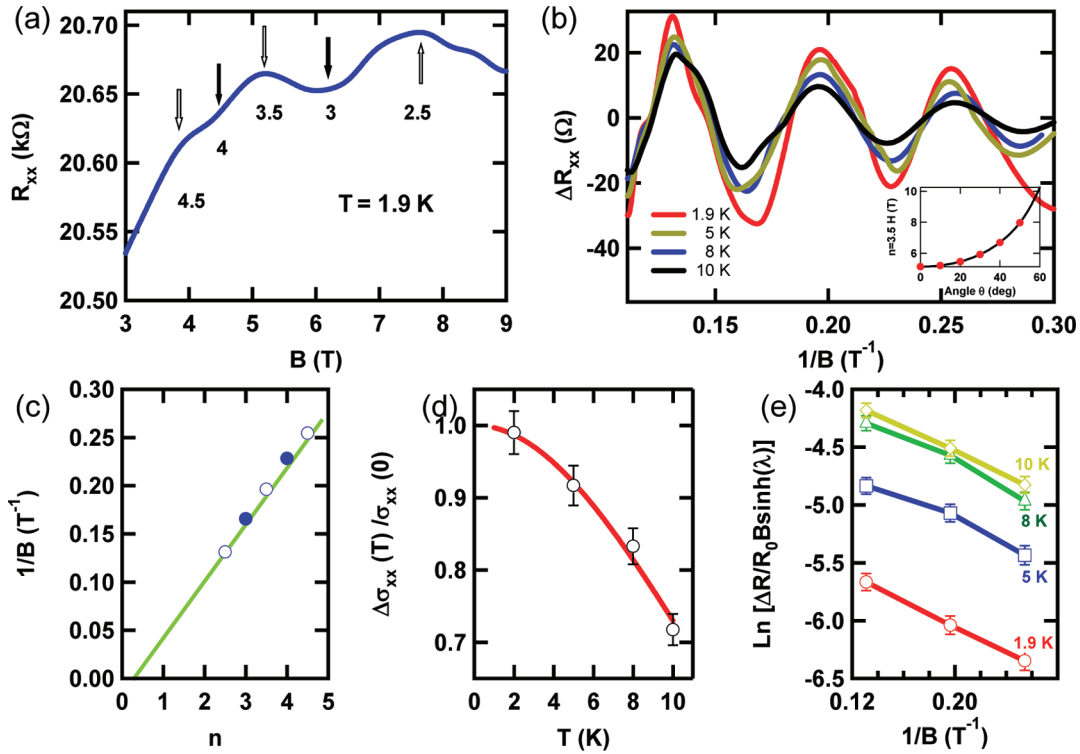 (a)
20.70
20.65
20.60
20.55
20.50
R_xx (kΩ)
4.5
4
3.5
3
2.5
T = 1.9 K
3 4 5 6 7 8 9
B (T)
(b)
20
0
-20
-40
ΔR_xx (Ω)
1.9 K
5 K
8 K
10 K
n=3.5 H (T)
10
8
6
0 20 40 60
Angle θ (deg)
0.15 0.20 0.25 0.30
1/B (T⁻¹)
(c)
0.30
0.25
0.20
0.15
0.10
0.05
0.00
1/B (T⁻¹)
0 1 2 3 4 5
n
(d)
1.0
0.9
0.8
0.7
Δσ_xx (T) /σ_xx (0)
0 2 4 6 8 10
T (K)
(e)
-4.0
-4.5
-5.0
-5.5
-6.0
-6.5
Ln [ΔR/R₀Bsinh(λ)]
10 K
8 K
5 K
1.9 K
0.12 0.20
1/B (T⁻¹)